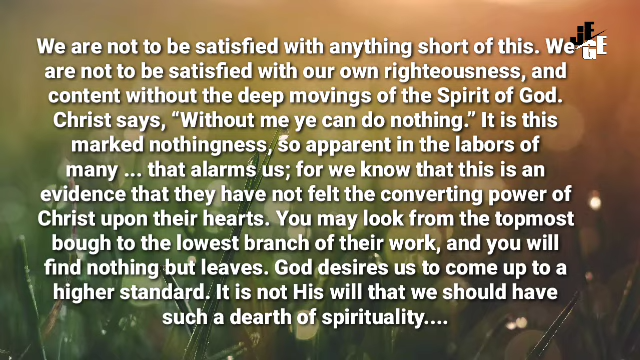 We are not to be satisfied with anything short of this. We
are not to be satisfied with our own righteousness, and
content without the deep movings of the Spirit of God.
Christ says, “Without me ye can do nothing.” It is this
marked nothingness, so apparent in the labors of
many ... that alarms us; for we know that this is an
evidence that they have not felt the converting power of
Christ upon their hearts. You may look from the topmost
bough to the lowest branch of their work, and you will
find nothing but leaves. God desires us to come up to a
higher standard. It is not His will that we should have
such a dearth of spirituality....
JE
GE